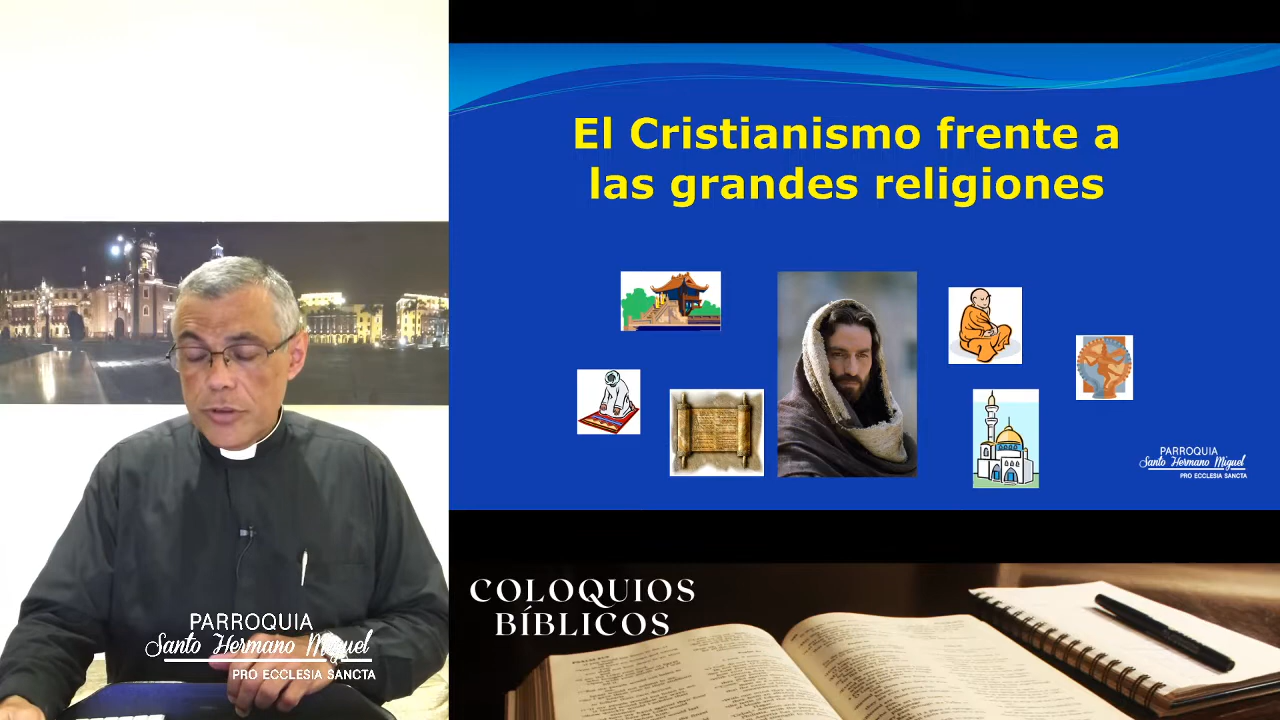 El Cristianismo frente a
las grandes religiones
PARROQUIA
Santo Hermano Miguel
PRO ECCLESIA SANCTA
COLOQUIOS
BÍBLICOS
PARROQUIA
Santo Hermano Miguel
PRO ECCLESIA SANCTA